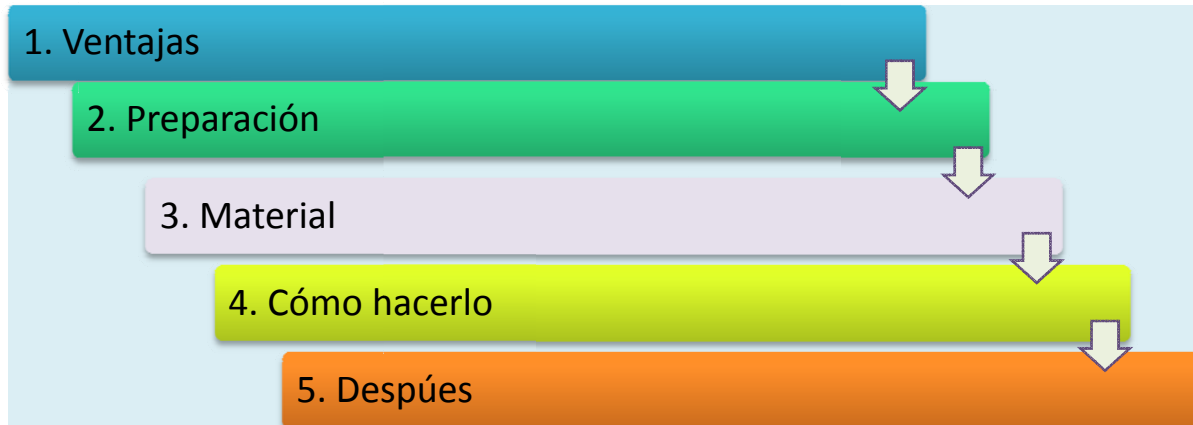 1. Ventajas
2. Preparación
3. Material
4. Cómo hacerlo
5. Despúes